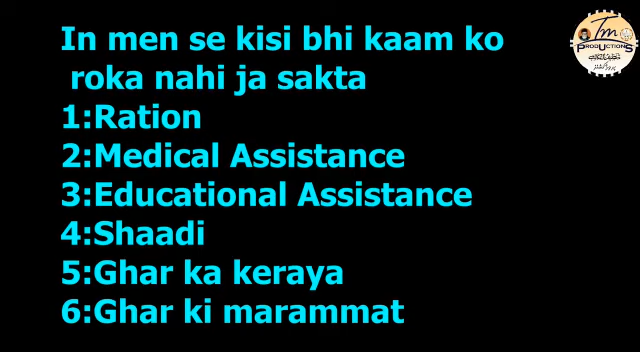 In men se kisi bhi kaam ko
roka nahi ja sakta
1:Ration
2:Medical Assistance
3:Educational Assistance
4:Shaadi
5:Ghar ka keraya
6:Ghar ki marammat
Tm
PRODUCTIONS